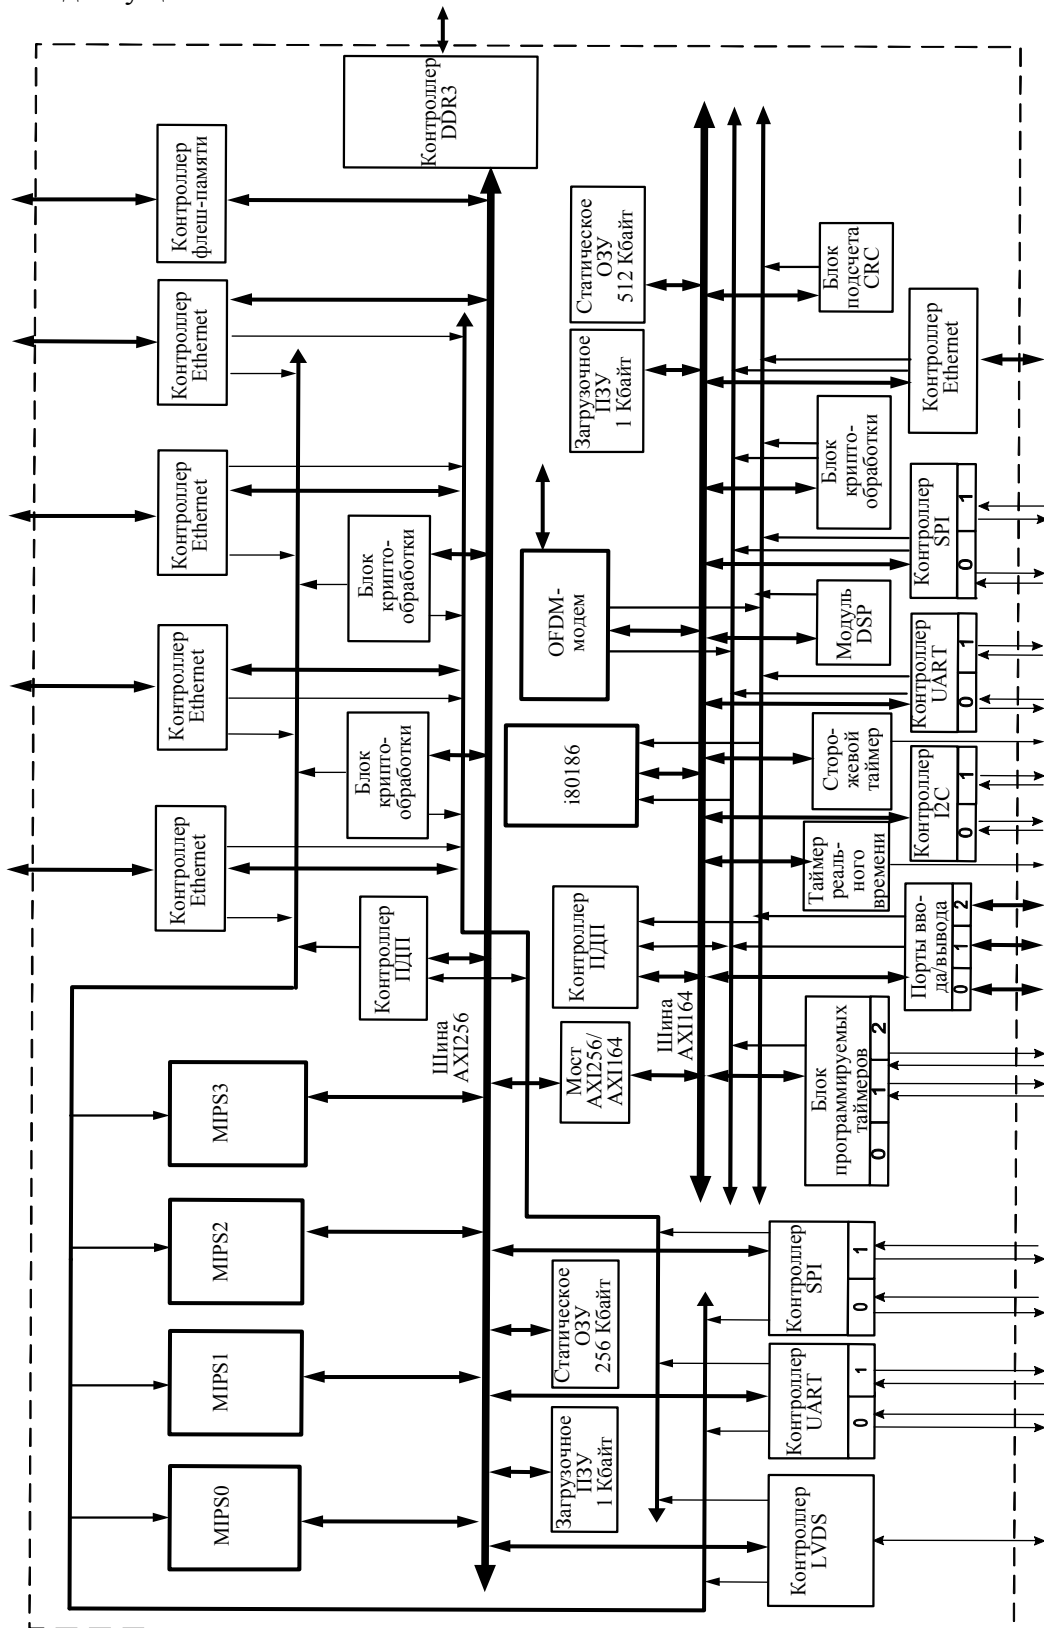 Контроллер
DDR3
Контроллер
флеш-памяти
Контроллер
Ethernet
Контроллер
Ethernet
Контроллер
Ethernet
Контроллер
Ethernet
Блок
крипто-
обработки
Блок
крипто-
обработки
Контроллер
ПДП
Шина
AXI256
MIPS3
MIPS2
MIPS1
MIPS0
Статическое
ОЗУ
512 Кбайт
Загрузочное
ПЗУ
1 Кбайт
OFDM-
модем
i80186
Контроллер
ПДП
Мост
AXI256/
AXI164
Шина
AXI164
Статическое
ОЗУ
256 Кбайт
Загрузочное
ПЗУ
1 Кбайт
Блок
подсчета
CRC
Контроллер
Ethernet
Блок
крипто-
обработки
Контроллер
SPI
0 1
Модуль
DSP
Контроллер
UART
0 1
Сторо-
жевой
таймер
Контроллер
I2C
0 1
Таймер
реаль-
ного
времени
Порты вво-
да/вывода
0 1 2
Блок
программируемых
таймеров
0 1 2
Контроллер
SPI
0 1
Контроллер
UART
0 1
Контроллер
LVDS